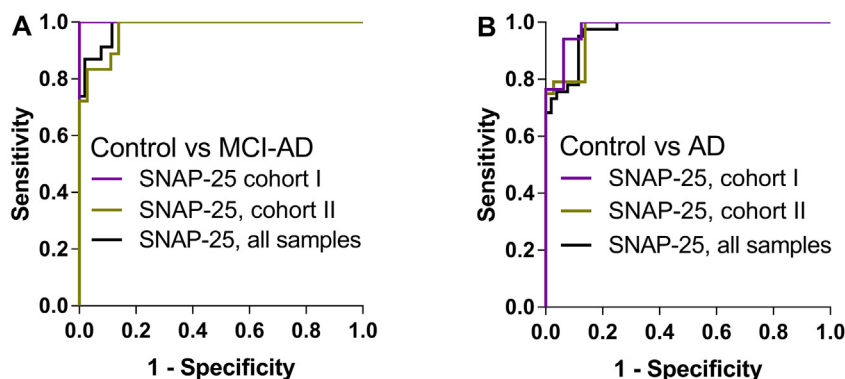 A
1.0
0.8
0.6
0.4
0.2
0.0
Sensitivity
Control vs MCI-AD
SNAP-25 cohort I
SNAP-25, cohort II
SNAP-25, all samples
0.0 0.2 0.4 0.6 0.8 1.0
1 - Specificity
B
1.0
0.8
0.6
0.4
0.2
0.0
Sensitivity
Control vs AD
SNAP-25, cohort I
SNAP-25, cohort II
SNAP-25, all samples
0.0 0.2 0.4 0.6 0.8 1.0
1 - Specificity